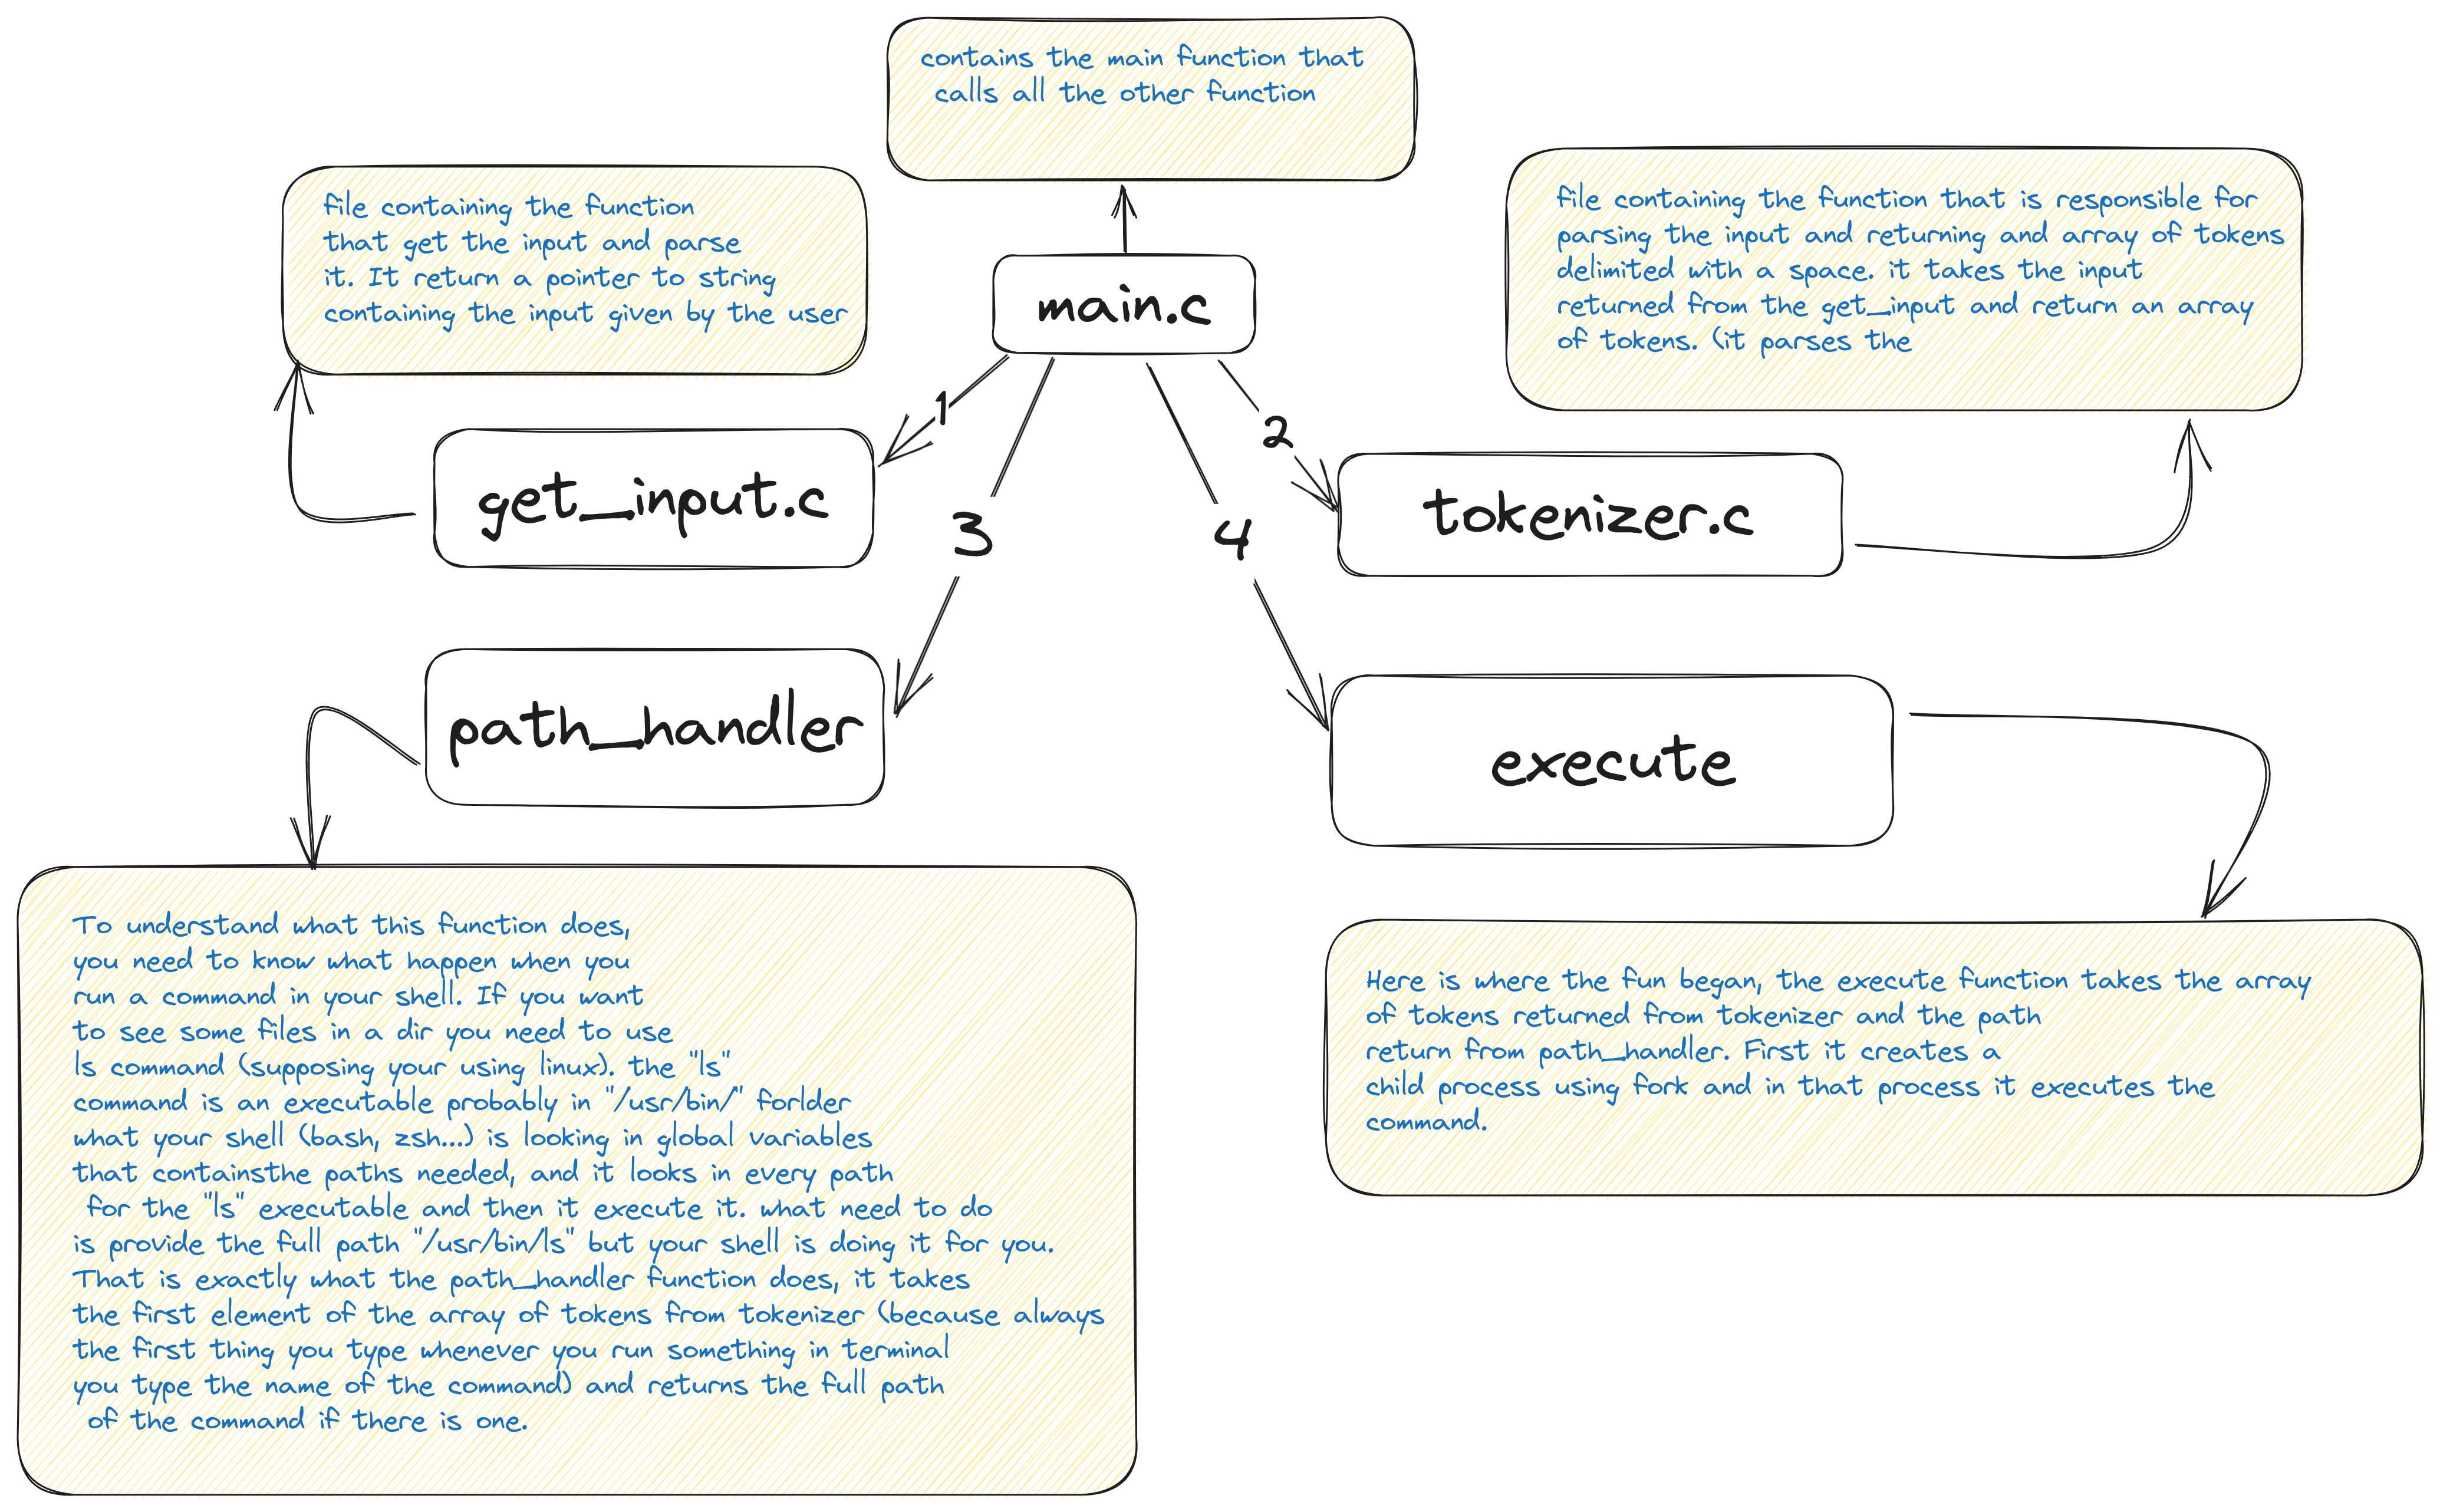 contains the main function that
calls all the other function
file containing the function
that get the input and parse
it. It return a pointer to string
containing the input given by the user
file containing the function that is responsible for
parsing the input and returning and array of tokens
delimited with a space. it takes the input
returned from the get_input and return an array
of tokens. (it parses the
main.c
1
2
get_input.c
tokenizer.c
3
4
path_handler
execute
To understand what this function does,
you need to know what happen when you
run a command in your shell. If you want
to see some files in a dir you need to use
ls command (supposing your using linux). the "ls"
command is an executable probably in "/usr/bin/" forlder
what your shell (bash, zsh...) is looking in global variables
that containsthe paths needed, and it looks in every path
for the "ls" executable and then it execute it. what need to do
is provide the full path "/usr/bin/ls" but your shell is doing it for you.
That is exactly what the path_handler function does, it takes
the first element of the array of tokens from tokenizer (because always
the first thing you type whenever you run something in terminal
you type the name of the command) and returns the full path
of the command if there is one.
Here is where the fun began, the execute function takes the array
of tokens returned from tokenizer and the path
return from path_handler. First it creates a
child process using fork and in that process it executes the
command.